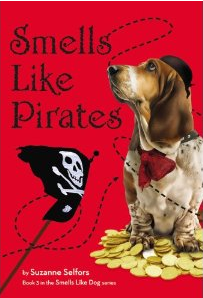 Smells
Like
Pirates
by Suzanne Selfors
Book 3 in the Smells Like Dog series